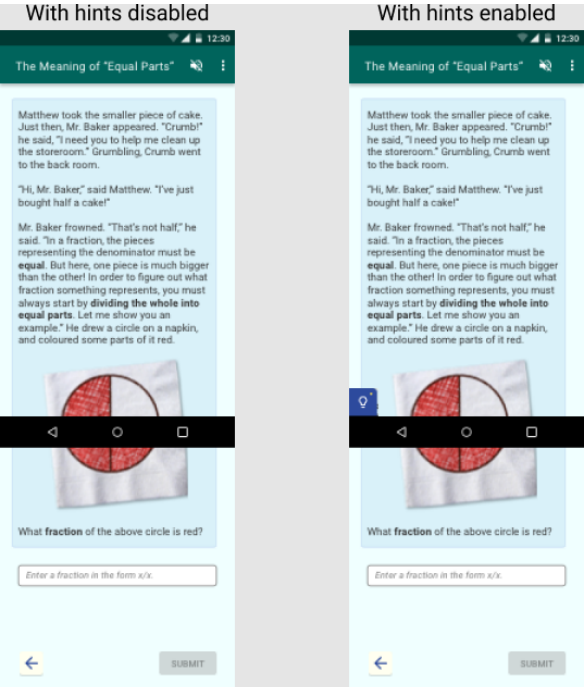 With hints disabled
12:30
The Meaning of “Equal Parts”
Matthew took the smaller piece of cake.
Just then, Mr. Baker appeared. “Crumb!”
he said, “I need you to help me clean up
the storeroom.” Grumbling, Crumb went
to the back room.
“Hi, Mr. Baker,” said Matthew. “I’ve just
bought half a cake!”
Mr. Baker frowned. “That’s not half,” he
said. “In a fraction, the pieces
representing the denominator must be
equal. But here, one piece is much bigger
than the other! In order to figure out what
fraction something represents, you must
always start by dividing the whole into
equal parts. Let me show you an
example.” He drew a circle on a napkin,
and coloured some parts of it red.
What fraction of the above circle is red?
Enter a fraction in the form x/x.
SUBMIT
With hints enabled
12:30
The Meaning of “Equal Parts”
Matthew took the smaller piece of cake.
Just then, Mr. Baker appeared. “Crumb!”
he said, “I need you to help me clean up
the storeroom.” Grumbling, Crumb went
to the back room.
“Hi, Mr. Baker,” said Matthew. “I’ve just
bought half a cake!”
Mr. Baker frowned. “That’s not half,” he
said. “In a fraction, the pieces
representing the denominator must be
equal. But here, one piece is much bigger
than the other! In order to figure out what
fraction something represents, you must
always start by dividing the whole into
equal parts. Let me show you an
example.” He drew a circle on a napkin,
and coloured some parts of it red.
What fraction of the above circle is red?
Enter a fraction in the form x/x.
SUBMIT